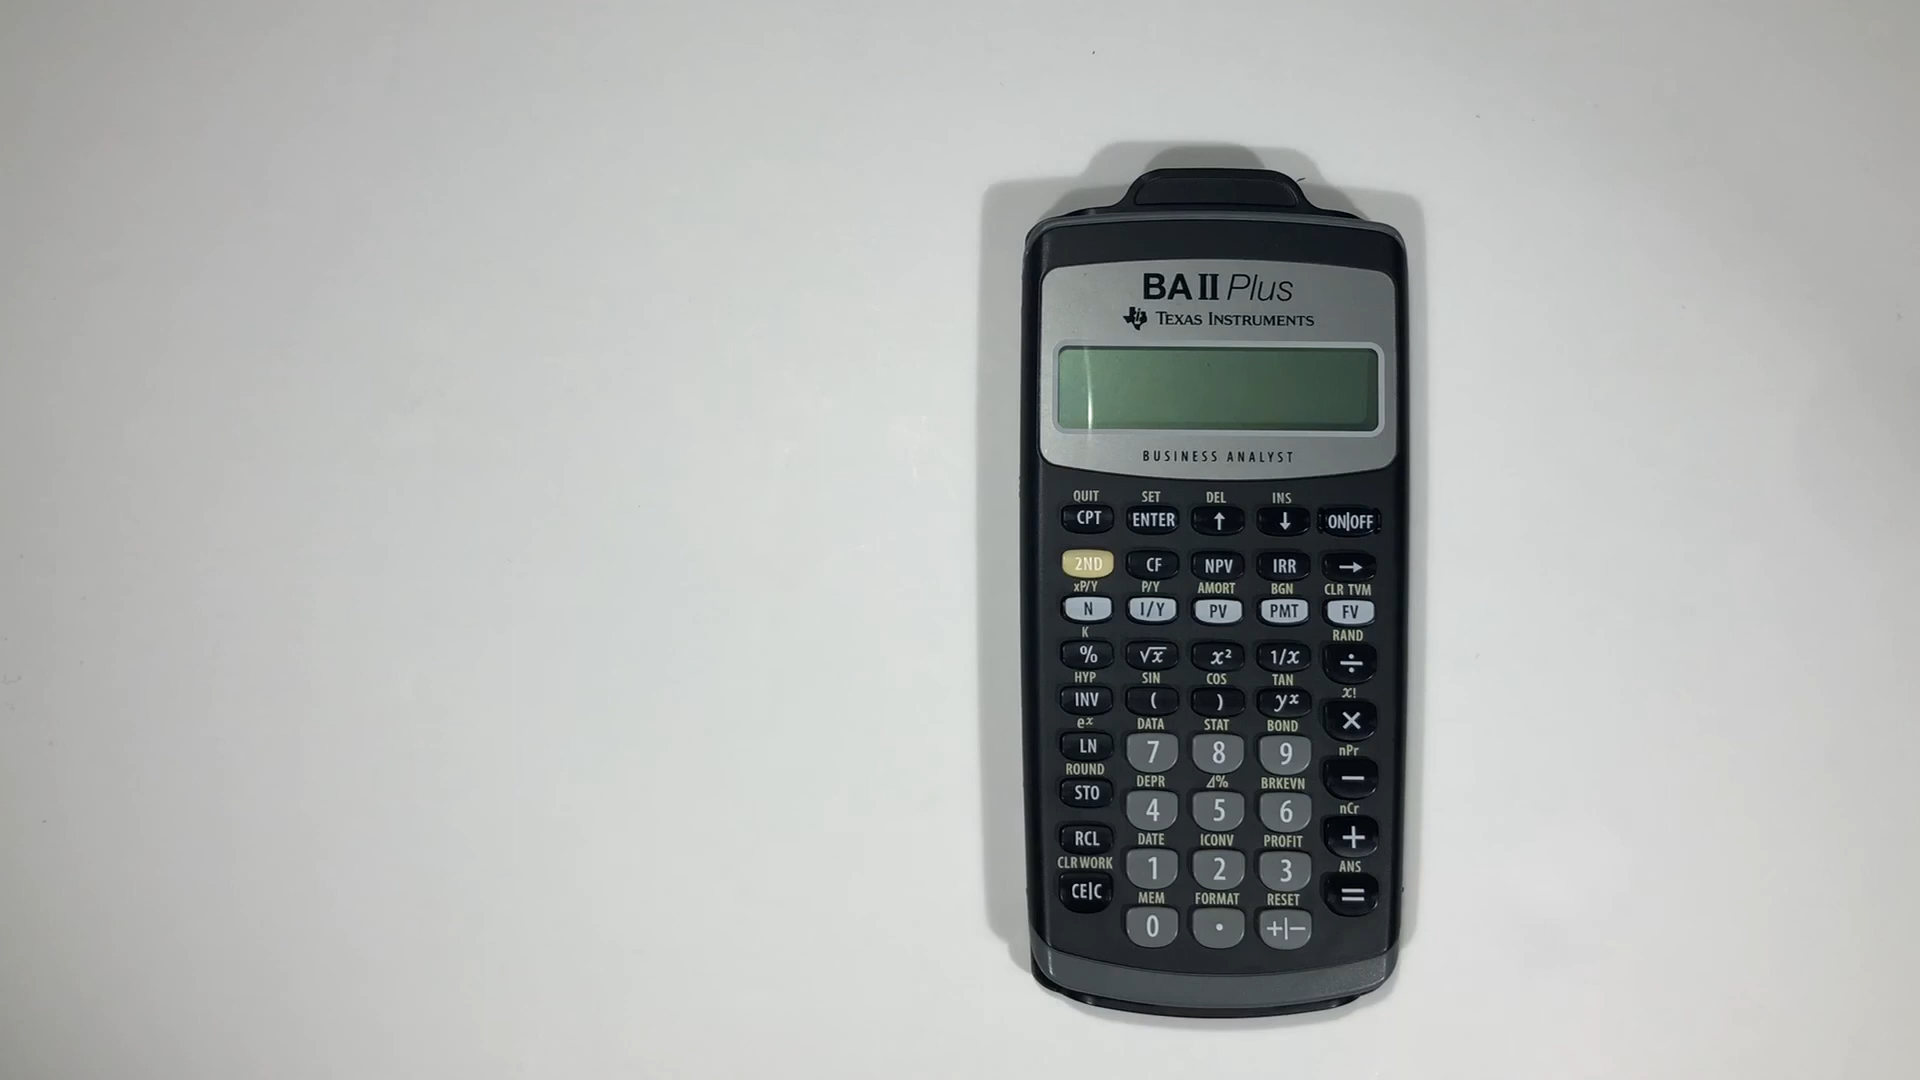 BA II Plus
TEXAS INSTRUMENTS
BUSINESS ANALYST
QUIT SET DEL INS
CPT ENTER ↑ ↓ ON|OFF
2ND CF NPV IRR →
xP/Y P/Y AMORT BGN CLR TVM
N I/Y PV PMT FV
K RAND
% √x x² 1/x ÷
HYP SIN COS TAN x!
INV ( ) yˣ ×
eˣ DATA STAT BOND nPr
LN 7 8 9 −
ROUND DEPR Δ% BRKEVN nCr
STO 4 5 6 +
RCL DATE ICONV PROFIT ANS
CLR WORK
CE|C 1 2 3 =
MEM FORMAT RESET
0 . +|−